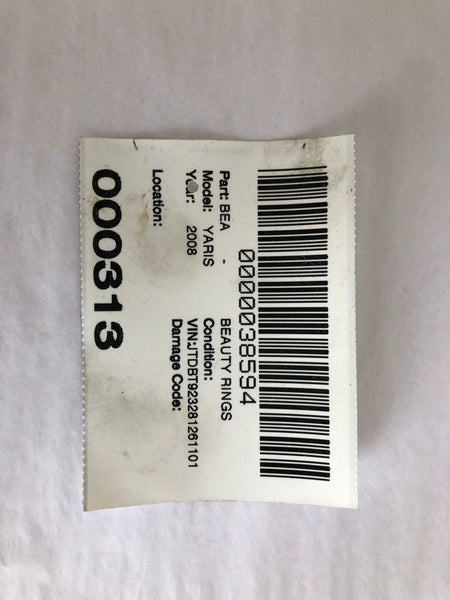 0000038594
Part: BEA - BEAUTY RINGS
Model: YARIS Condition:
Year: 2008 VIN:JTDBT923281261101
Location: Damage Code:
000313